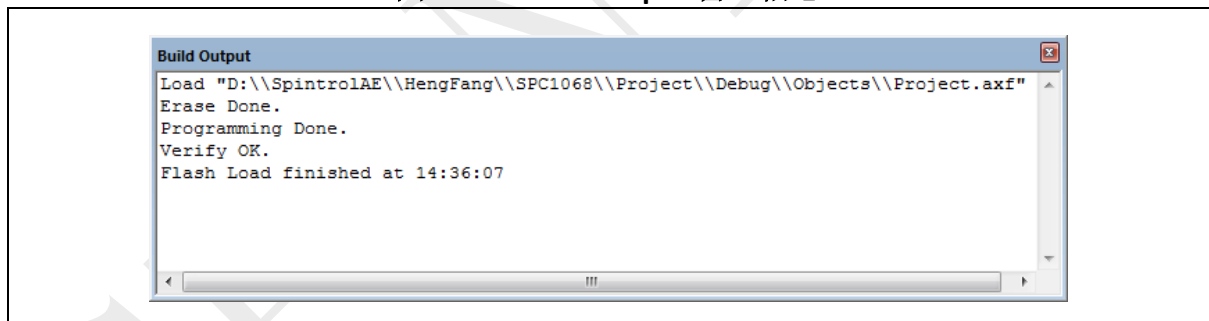 Build Output
Load "D:\\SpintrolAE\\HengFang\\SPC1068\\Project\\Debug\\Objects\\Project.axf"
Erase Done.
Programming Done.
Verify OK.
Flash Load finished at 14:36:07